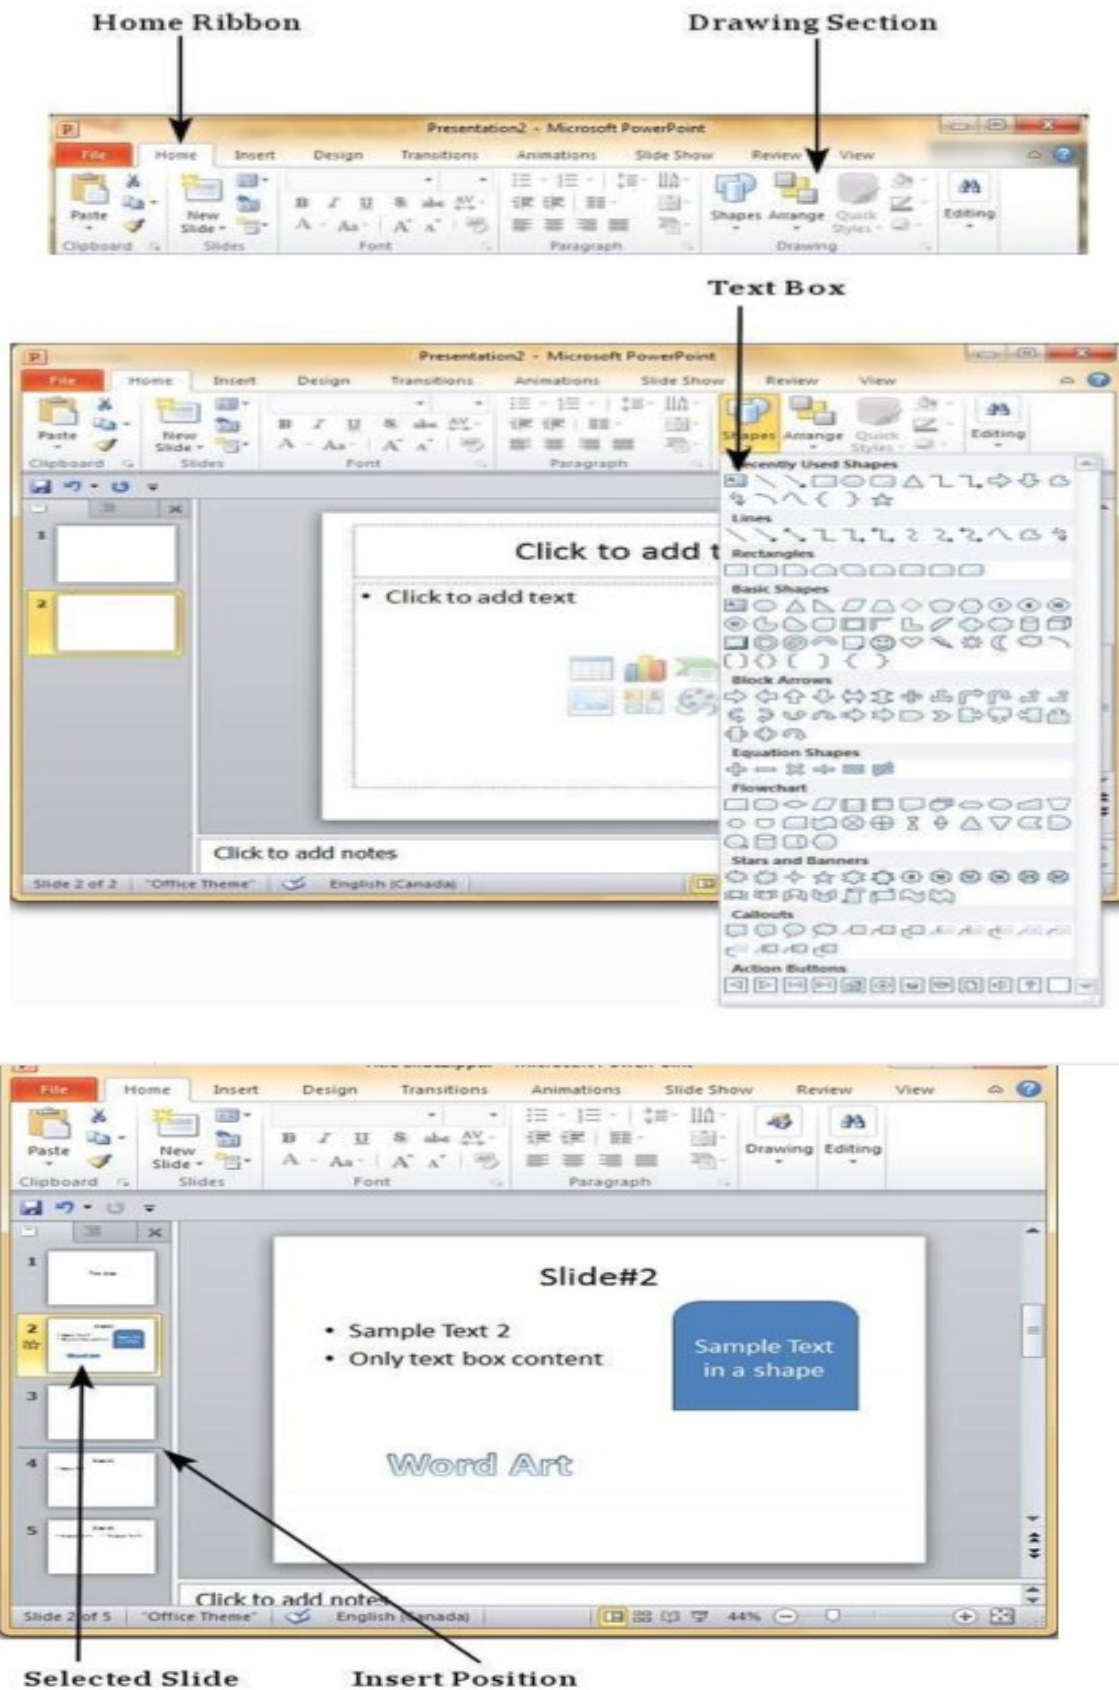 Home Ribbon
Drawing Section
Presentation2 - Microsoft PowerPoint
File Home Insert Design Transitions Animations Slide Show Review View
Paste New Slide Shapes Arrange Quick Styles Editing
Clipboard Slides Font Paragraph Drawing
Text Box
Presentation2 - Microsoft PowerPoint
File Home Insert Design Transitions Animations Slide Show Review View
Paste New Slide Shapes Arrange Quick Styles Editing
Clipboard Slides Font Paragraph
Recently Used Shapes
Lines
Rectangles
Basic Shapes
Block Arrows
Equation Shapes
Flowchart
Stars and Banners
Callouts
Action Buttons
1
2
Click to add t
• Click to add text
Click to add notes
Slide 2 of 2 "Office Theme" English (Canada)
File Home Insert Design Transitions Animations Slide Show Review View
Paste New Slide Drawing Editing
Clipboard Slides Font Paragraph
1
2
3
4
5
Slide#2
• Sample Text 2
• Only text box content
Sample Text
in a shape
Word Art
Click to add notes
Slide 2 of 5 "Office Theme" English (Canada) 44%
Selected Slide
Insert Position